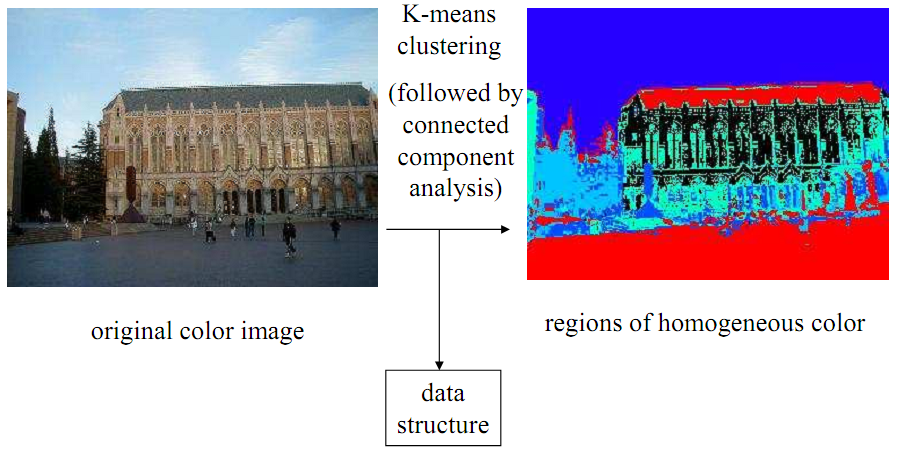 K-means
clustering
(followed by
connected
component
analysis)
original color image
regions of homogeneous color
data
structure